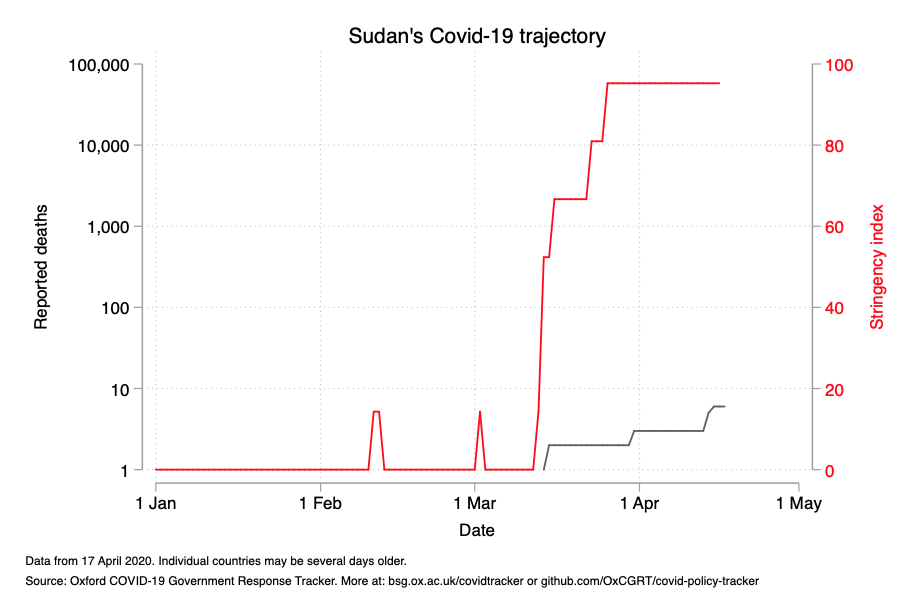 Sudan's Covid-19 trajectory
100,000
10,000
1,000
100
10
1
Reported deaths
100
80
60
40
20
0
Stringency index
1 Jan
1 Feb
1 Mar
1 Apr
1 May
Date
Data from 17 April 2020. Individual countries may be several days older.
Source: Oxford COVID-19 Government Response Tracker. More at: bsg.ox.ac.uk/covidtracker or github.com/OxCGRT/covid-policy-tracker